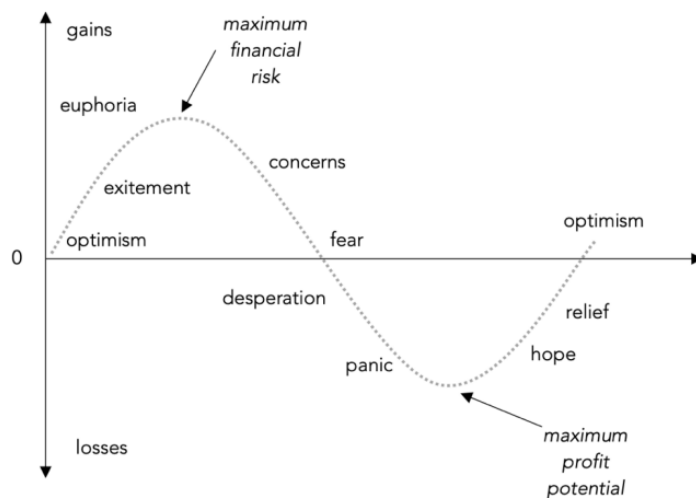 gains
maximum
financial
risk
euphoria
concerns
exitement
optimism
optimism
0
fear
desperation
relief
hope
panic
losses
maximum
profit
potential